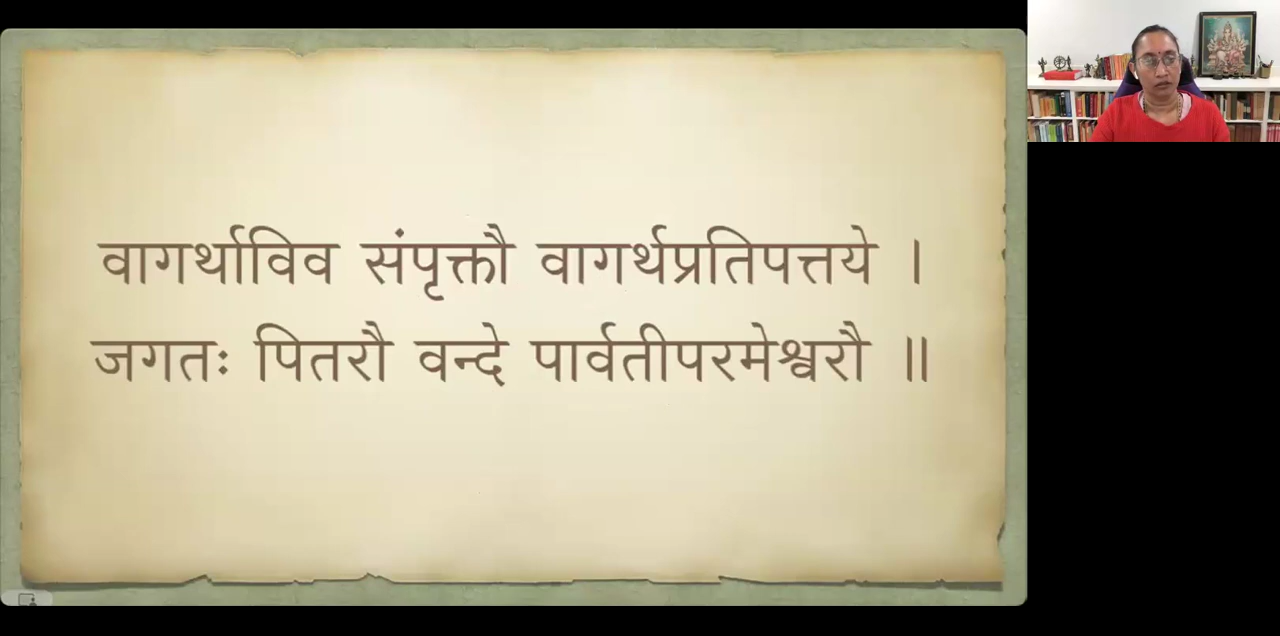 वागर्थाविव संपृक्तौ वागर्थप्रतिपत्तये ।
जगतः पितरौ वन्दे पार्वतीपरमेश्वरौ ॥